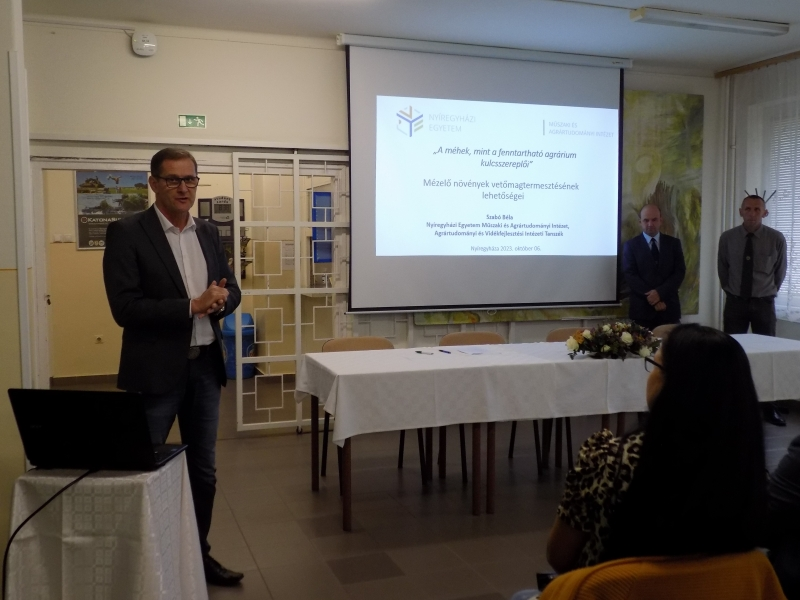 NYÍREGYHÁZI
EGYETEM
MŰSZAKI ÉS
AGRÁRTUDOMÁNYI INTÉZET
„A méhek, mint a fenntartható agrárium
kulcsszereplői”
Mézelő növények vetőmagtermesztésének
lehetőségei
Szabó Béla
Nyíregyházi Egyetem Műszaki és Agrártudományi Intézet,
Agrártudományi és Vidékfejlesztési Intézeti Tanszék
Nyíregyháza 2023. október 06.